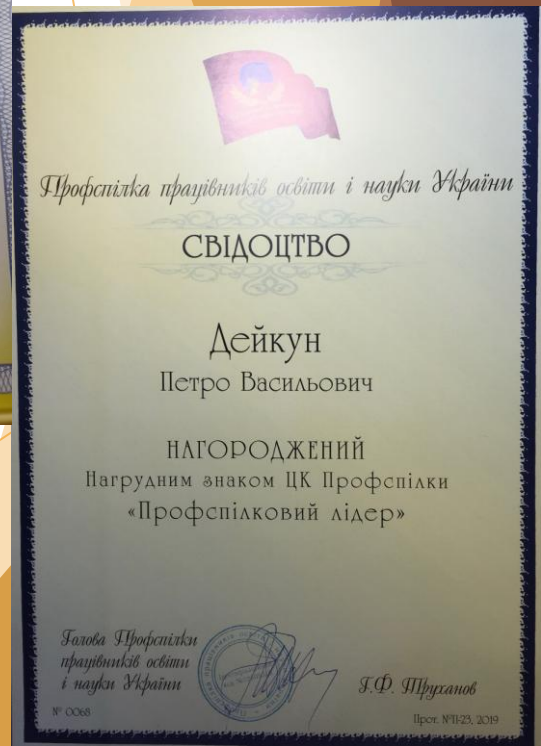 Профспілка працівників освіти і науки України
СВІДОЦТВО
Дейкун
Петро Васильович
НАГОРОДЖЕНИЙ
Нагрудним знаком ЦК Профспілки
«Профспілковий лідер»
Голова Профспілки
працівників освіти
і науки України
Г.Ф. Труханов
№ 0068
Прот. №П-23, 2019